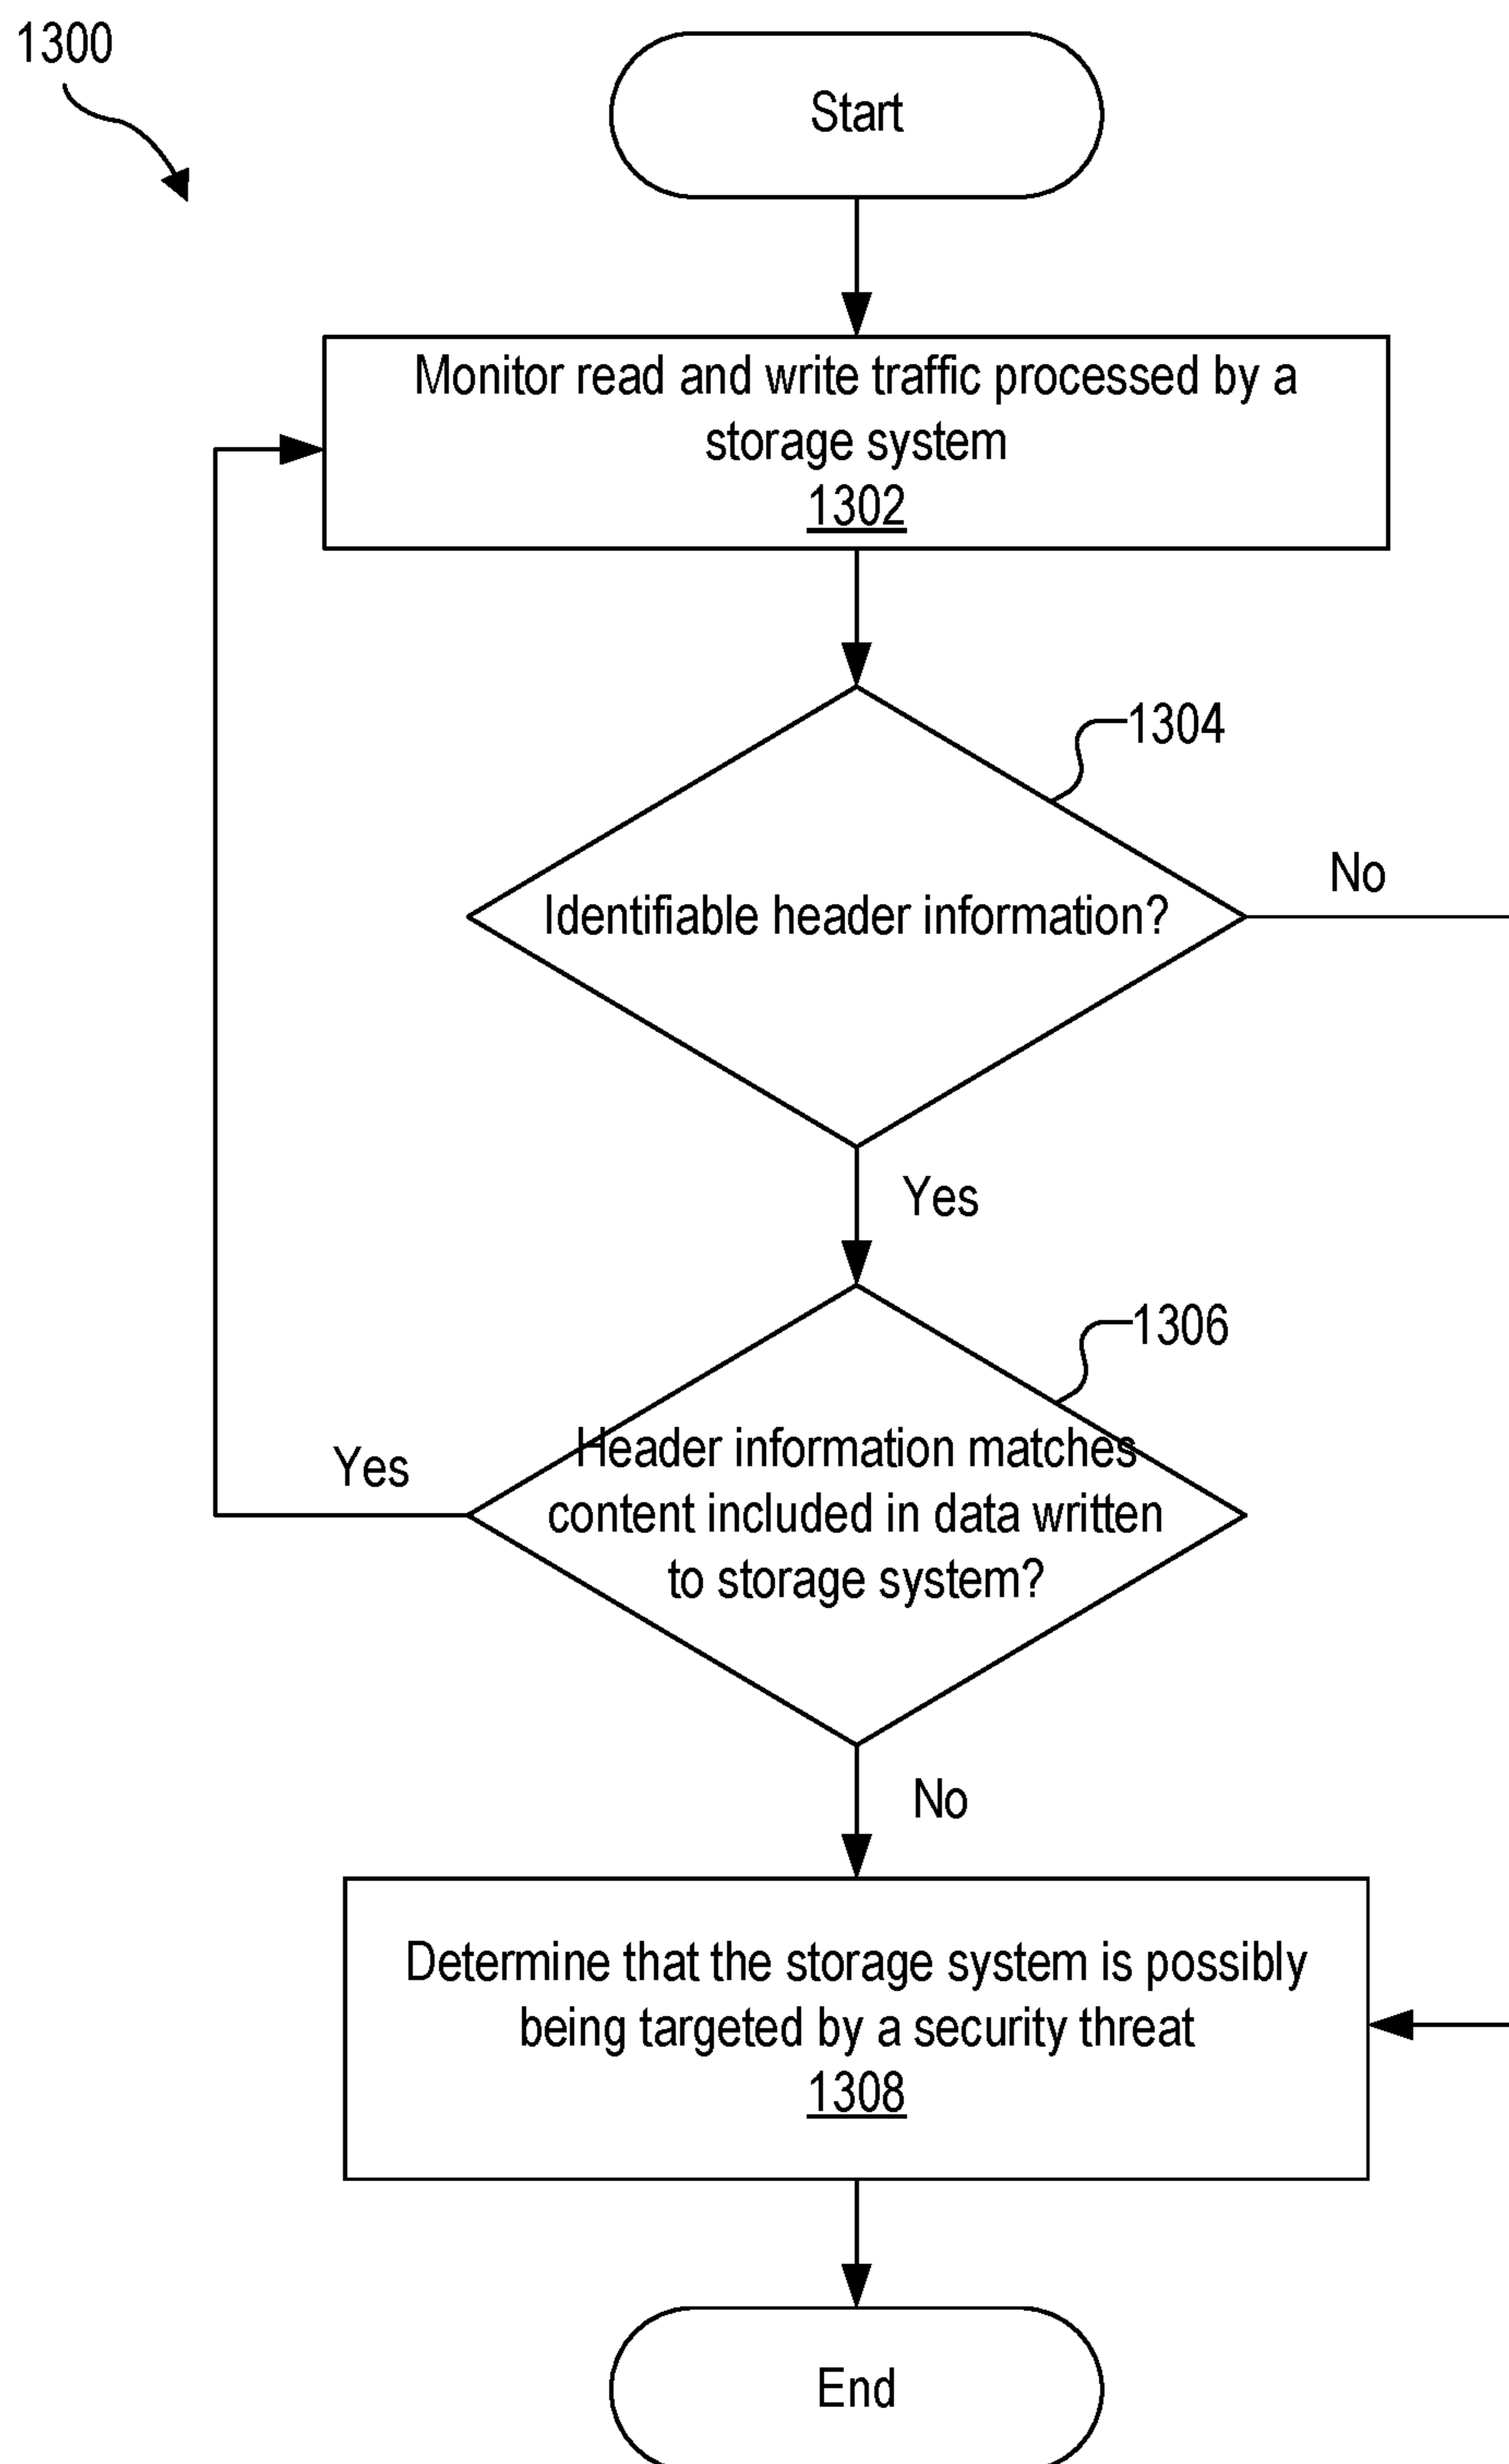 1300
Start
Monitor read and write traffic processed by a
storage system
1302
1304
Identifiable header information?
No
Yes
1306
Header information matches
content included in data written
to storage system?
Yes
No
Determine that the storage system is possibly
being targeted by a security threat
1308
End